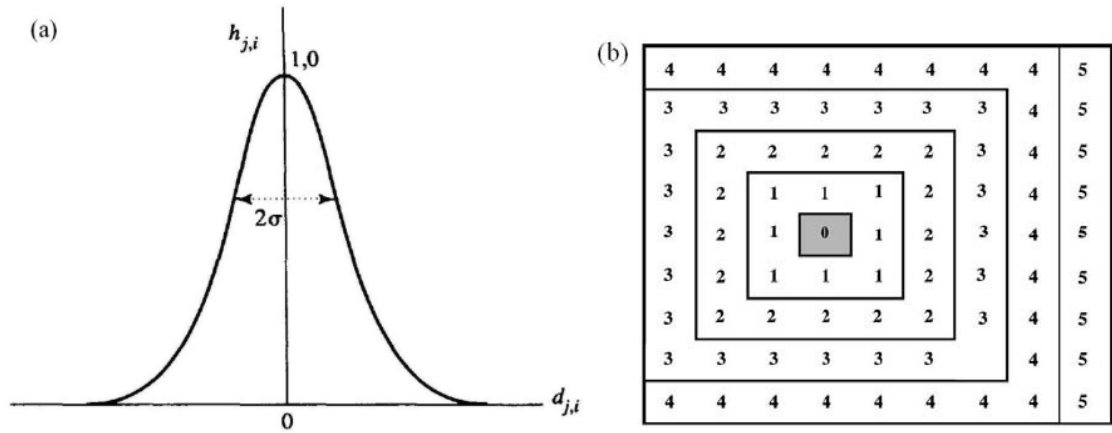 (a)
h_{j,i}
1,0
2σ
0
d_{j,i}
(b)
4 4 4 4 4 4 4 4 5
3 3 3 3 3 3 3 4 5
3 2 2 2 2 2 3 4 5
3 2 1 1 1 2 3 4 5
3 2 1 0 1 2 3 4 5
3 2 1 1 1 2 3 4 5
3 2 2 2 2 2 3 4 5
3 3 3 3 3 3 4 5
4 4 4 4 4 4 4 4 5